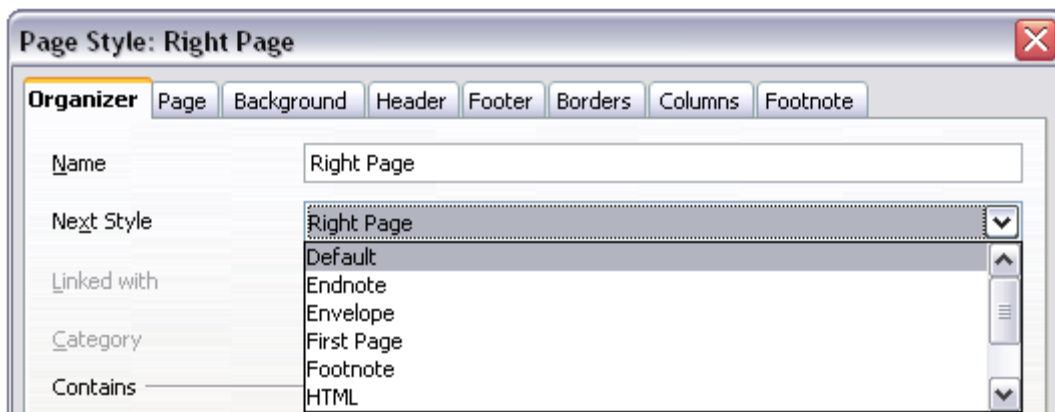 Page Style: Right Page
Organizer Page Background Header Footer Borders Columns Footnote
Name Right Page
Next Style Right Page
Default
Linked with Endnote
Envelope
Category First Page
Footnote
Contains HTML